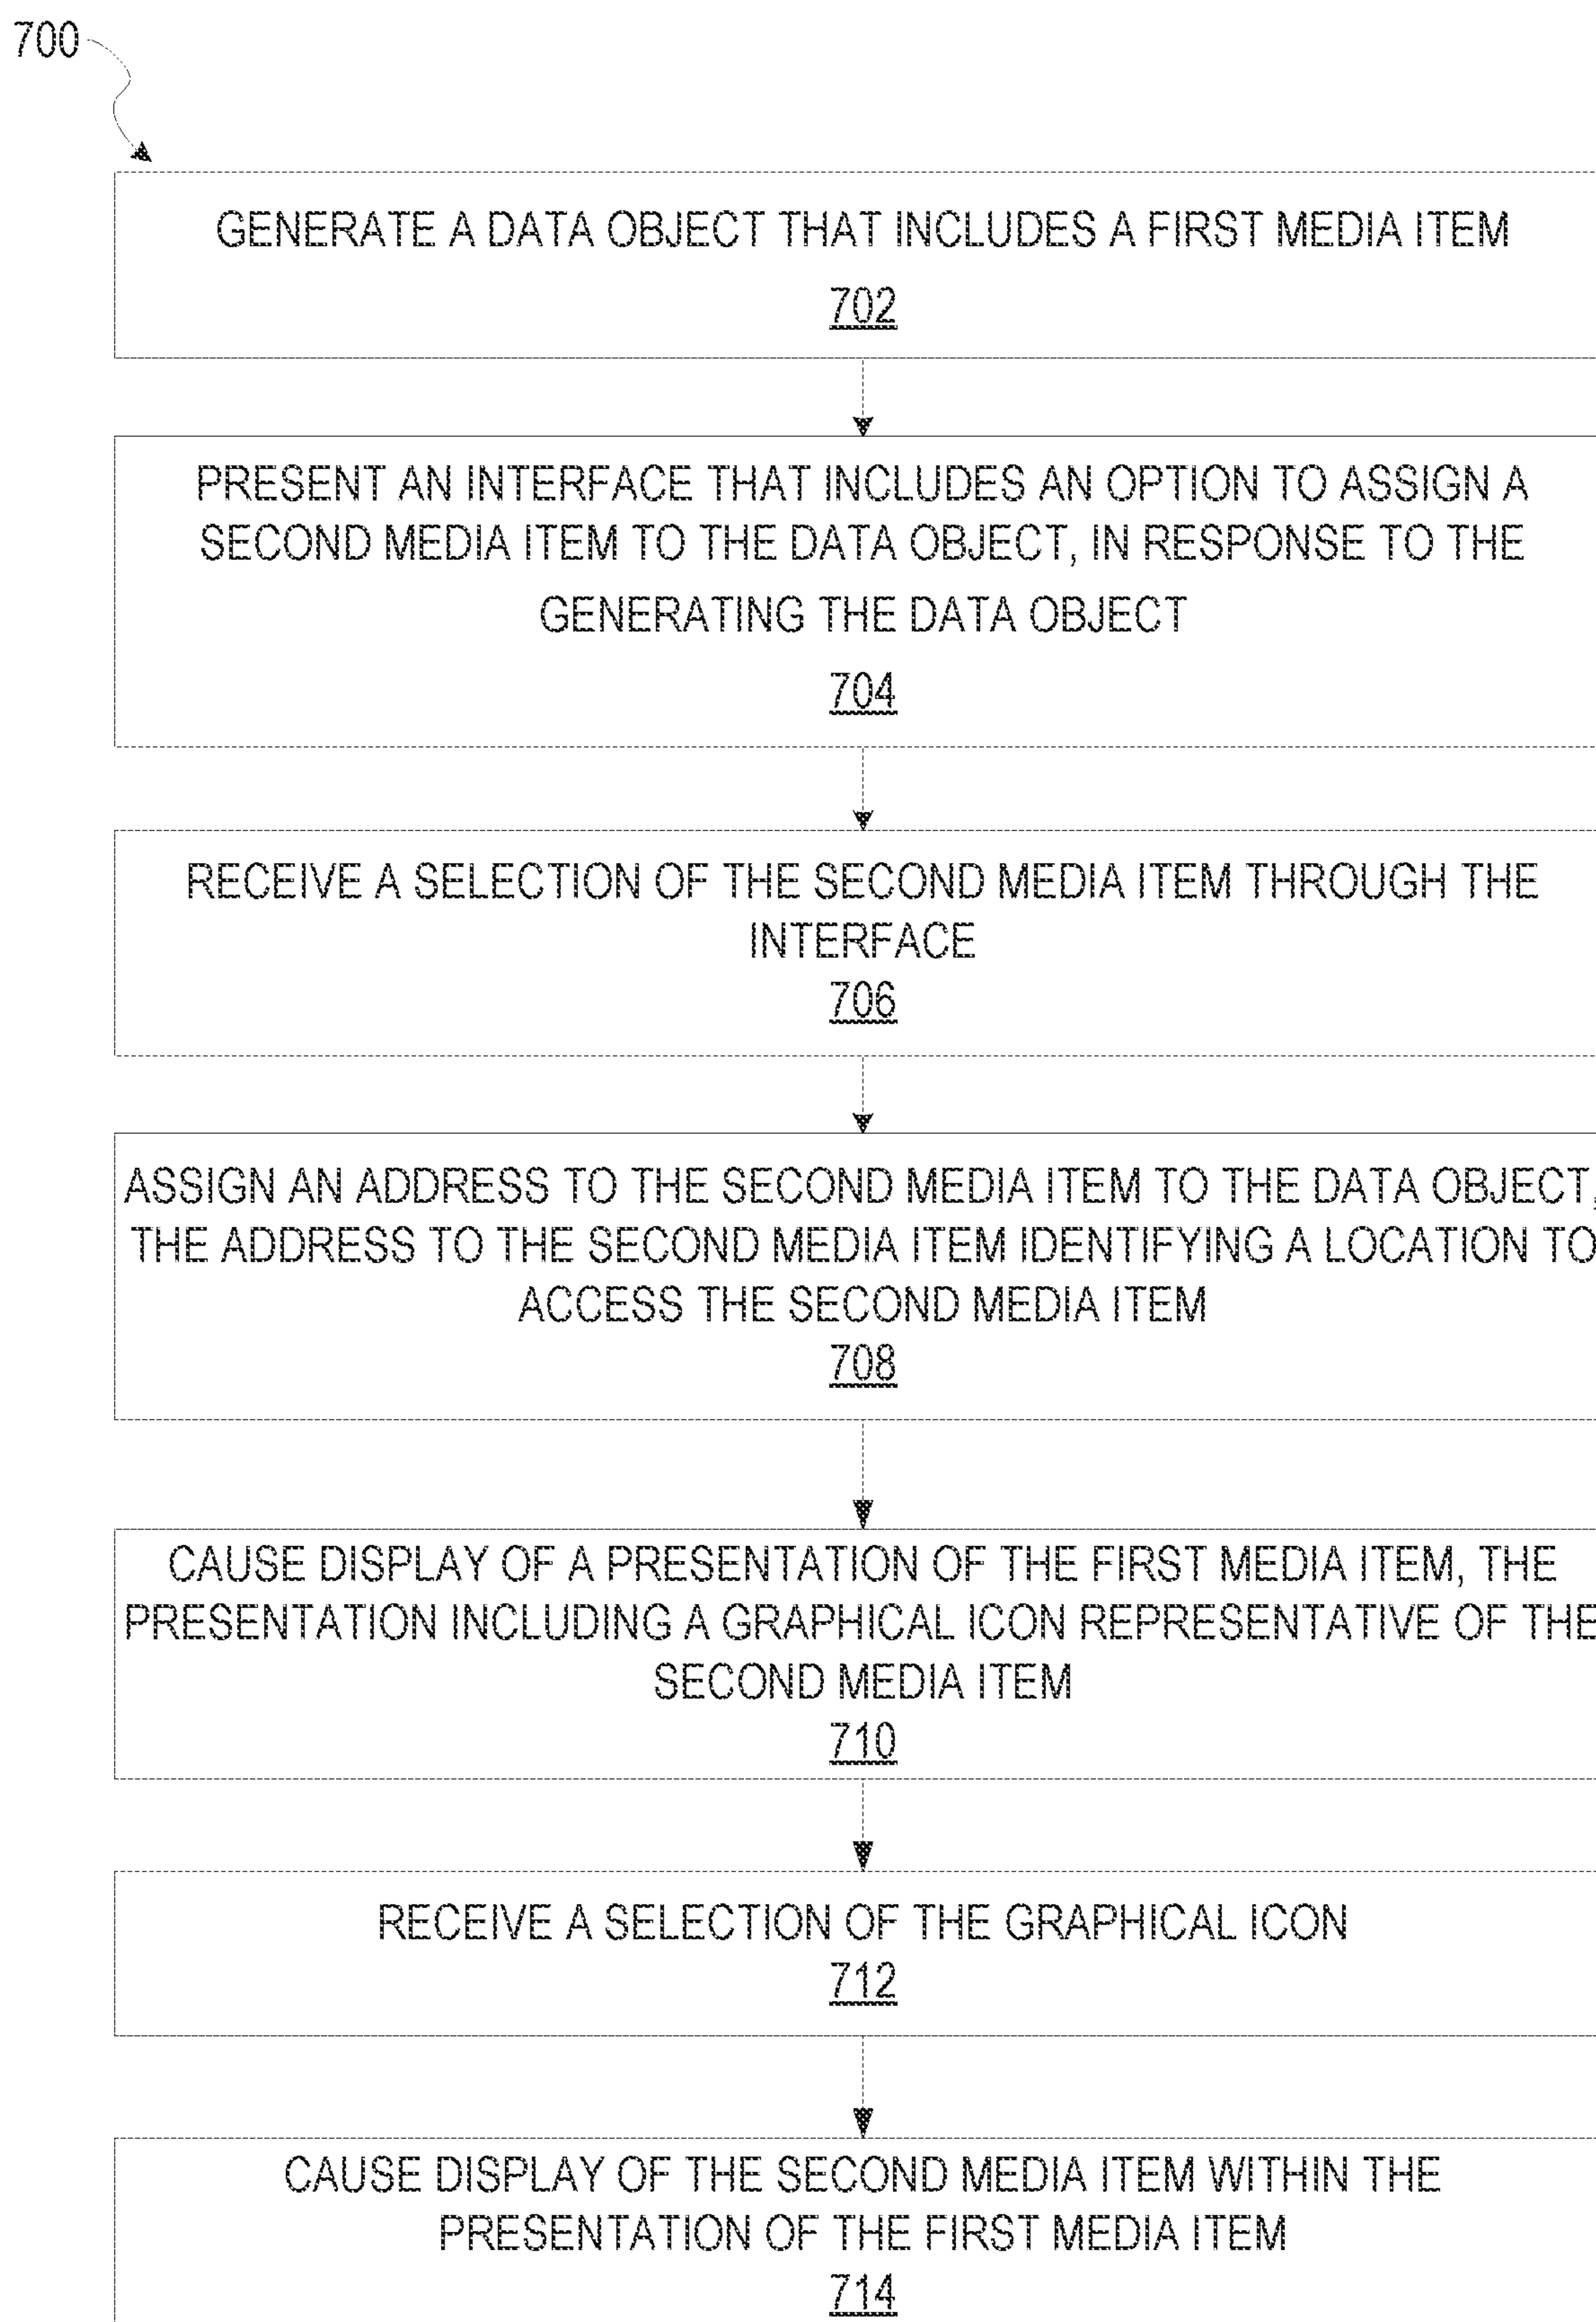 700
GENERATE A DATA OBJECT THAT INCLUDES A FIRST MEDIA ITEM
702
PRESENT AN INTERFACE THAT INCLUDES AN OPTION TO ASSIGN A
SECOND MEDIA ITEM TO THE DATA OBJECT, IN RESPONSE TO THE
GENERATING THE DATA OBJECT
704
RECEIVE A SELECTION OF THE SECOND MEDIA ITEM THROUGH THE
INTERFACE
706
ASSIGN AN ADDRESS TO THE SECOND MEDIA ITEM TO THE DATA OBJECT,
THE ADDRESS TO THE SECOND MEDIA ITEM IDENTIFYING A LOCATION TO
ACCESS THE SECOND MEDIA ITEM
708
CAUSE DISPLAY OF A PRESENTATION OF THE FIRST MEDIA ITEM, THE
PRESENTATION INCLUDING A GRAPHICAL ICON REPRESENTATIVE OF THE
SECOND MEDIA ITEM
710
RECEIVE A SELECTION OF THE GRAPHICAL ICON
712
CAUSE DISPLAY OF THE SECOND MEDIA ITEM WITHIN THE
PRESENTATION OF THE FIRST MEDIA ITEM
714